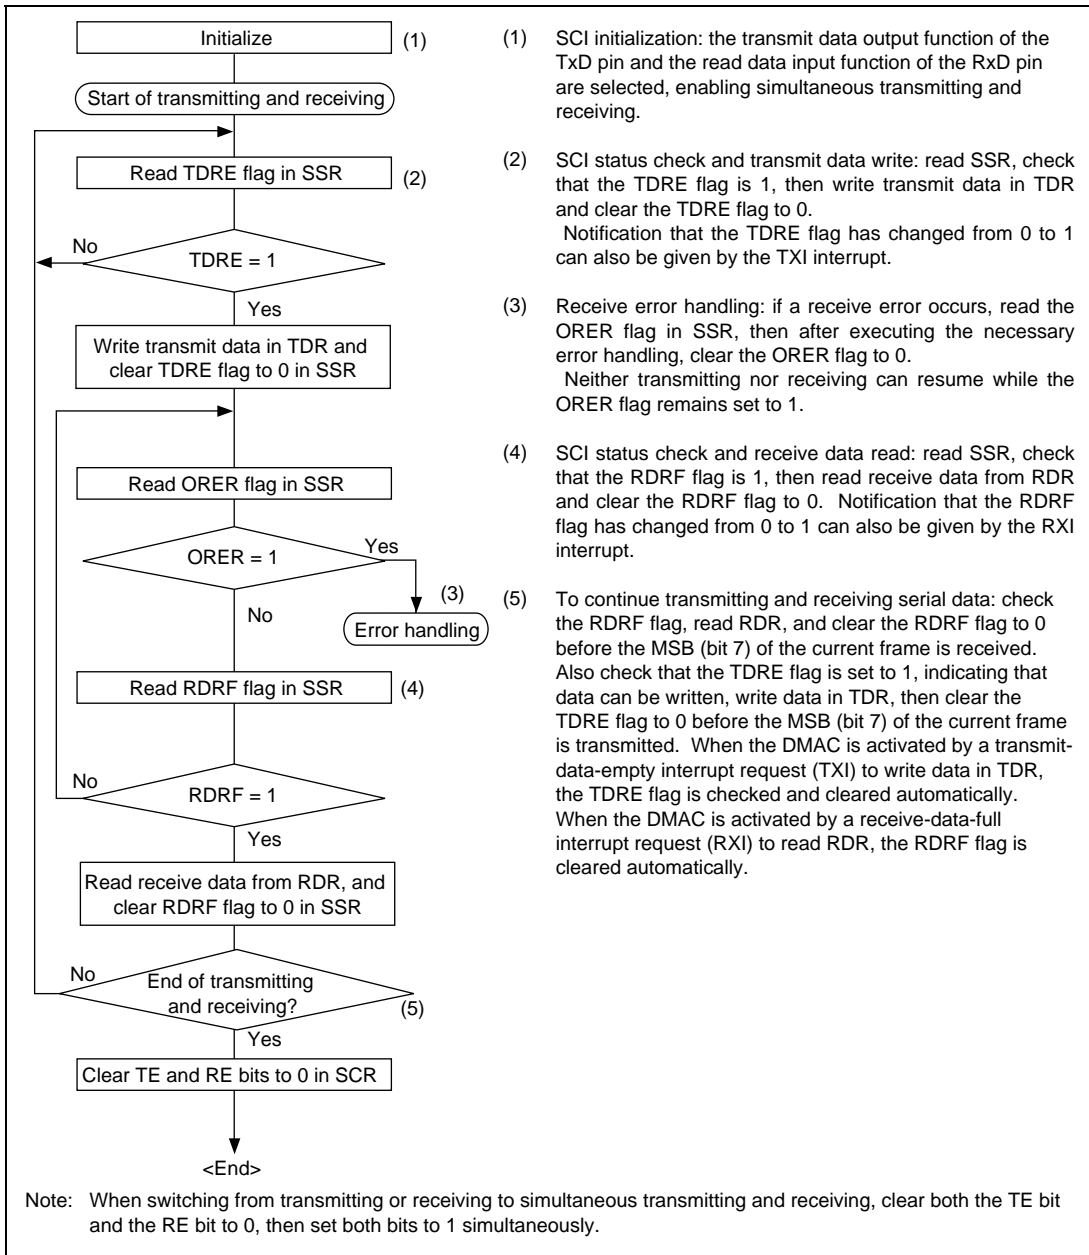 Initialize (1)
Start of transmitting and receiving
Read TDRE flag in SSR (2)
No
TDRE = 1
Yes
Write transmit data in TDR and
clear TDRE flag to 0 in SSR
Read ORER flag in SSR
ORER = 1
Yes
(3)
No
Error handling
Read RDRF flag in SSR (4)
No
RDRF = 1
Yes
Read receive data from RDR, and
clear RDRF flag to 0 in SSR
No
End of transmitting
and receiving?
(5)
Yes
Clear TE and RE bits to 0 in SCR
<End>
(1) SCI initialization: the transmit data output function of the
TxD pin and the read data input function of the RxD pin
are selected, enabling simultaneous transmitting and
receiving.
(2) SCI status check and transmit data write: read SSR, check
that the TDRE flag is 1, then write transmit data in TDR
and clear the TDRE flag to 0.
Notification that the TDRE flag has changed from 0 to 1
can also be given by the TXI interrupt.
(3) Receive error handling: if a receive error occurs, read the
ORER flag in SSR, then after executing the necessary
error handling, clear the ORER flag to 0.
Neither transmitting nor receiving can resume while the
ORER flag remains set to 1.
(4) SCI status check and receive data read: read SSR, check
that the RDRF flag is 1, then read receive data from RDR
and clear the RDRF flag to 0. Notification that the RDRF
flag has changed from 0 to 1 can also be given by the RXI
interrupt.
(5) To continue transmitting and receiving serial data: check
the RDRF flag, read RDR, and clear the RDRF flag to 0
before the MSB (bit 7) of the current frame is received.
Also check that the TDRE flag is set to 1, indicating that
data can be written, write data in TDR, then clear the
TDRE flag to 0 before the MSB (bit 7) of the current frame
is transmitted. When the DMAC is activated by a transmit-
data-empty interrupt request (TXI) to write data in TDR,
the TDRE flag is checked and cleared automatically.
When the DMAC is activated by a receive-data-full
interrupt request (RXI) to read RDR, the RDRF flag is
cleared automatically.
Note: When switching from transmitting or receiving to simultaneous transmitting and receiving, clear both the TE bit
and the RE bit to 0, then set both bits to 1 simultaneously.